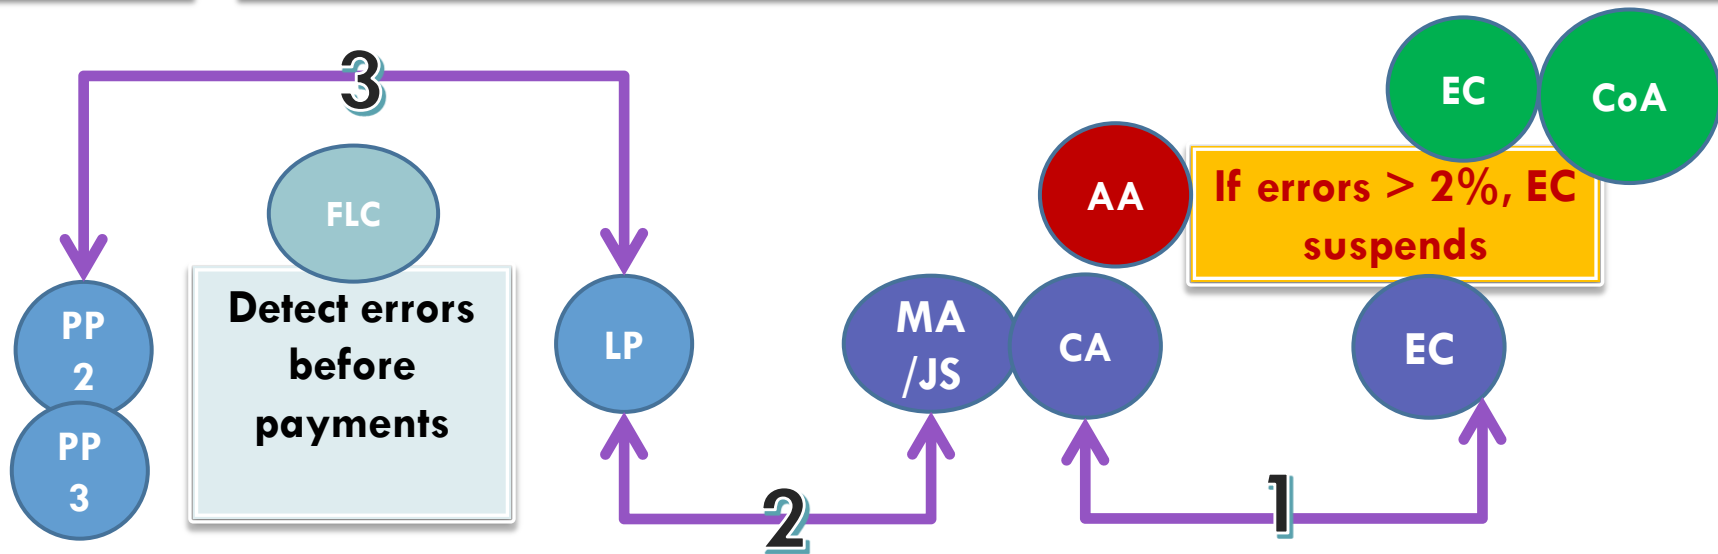 3
EC
CoA
AA
If errors > 2%, EC
suspends
FLC
Detect errors
before
payments
PP
2
PP
3
LP
MA
/JS
CA
EC
2
1